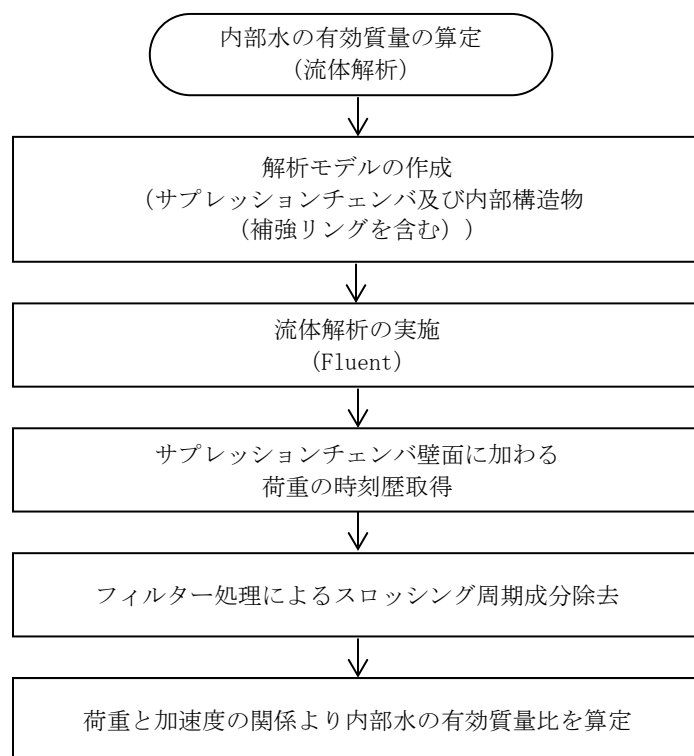 内部水の有効質量の算定
(流体解析)
解析モデルの作成
(サプレッションチェンバ及び内部構造物
(補強リングを含む))
流体解析の実施
(Fluent)
サプレッションチェンバ壁面に加わる
荷重の時刻歴取得
フィルター処理によるスロッシング周期成分除去
荷重と加速度の関係より内部水の有効質量比を算定